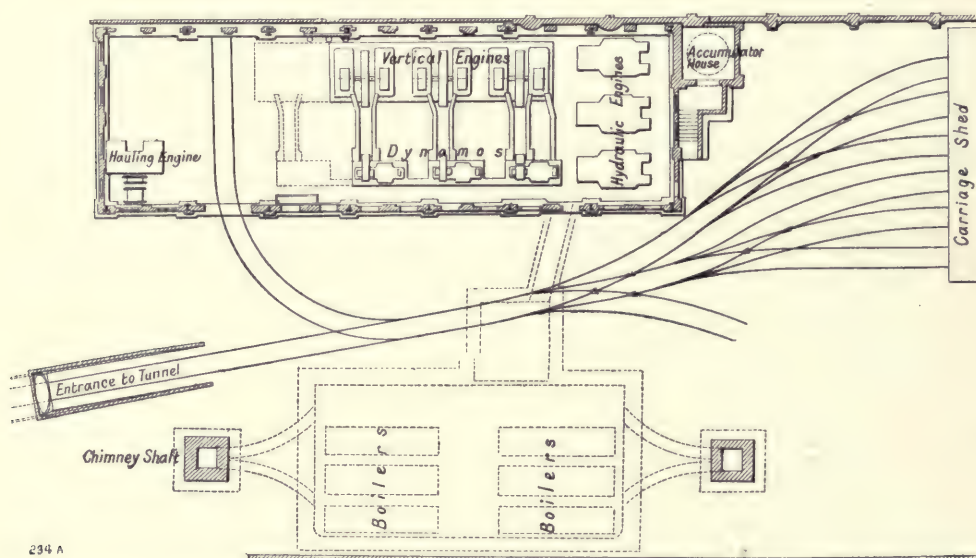 Vertical Engines
Accumulator
House
Hydraulic Engines
Carriage Shed
Hauling Engine
Dynamos
Entrance to Tunnel
Chimney Shaft
Boilers
Boilers
234 A